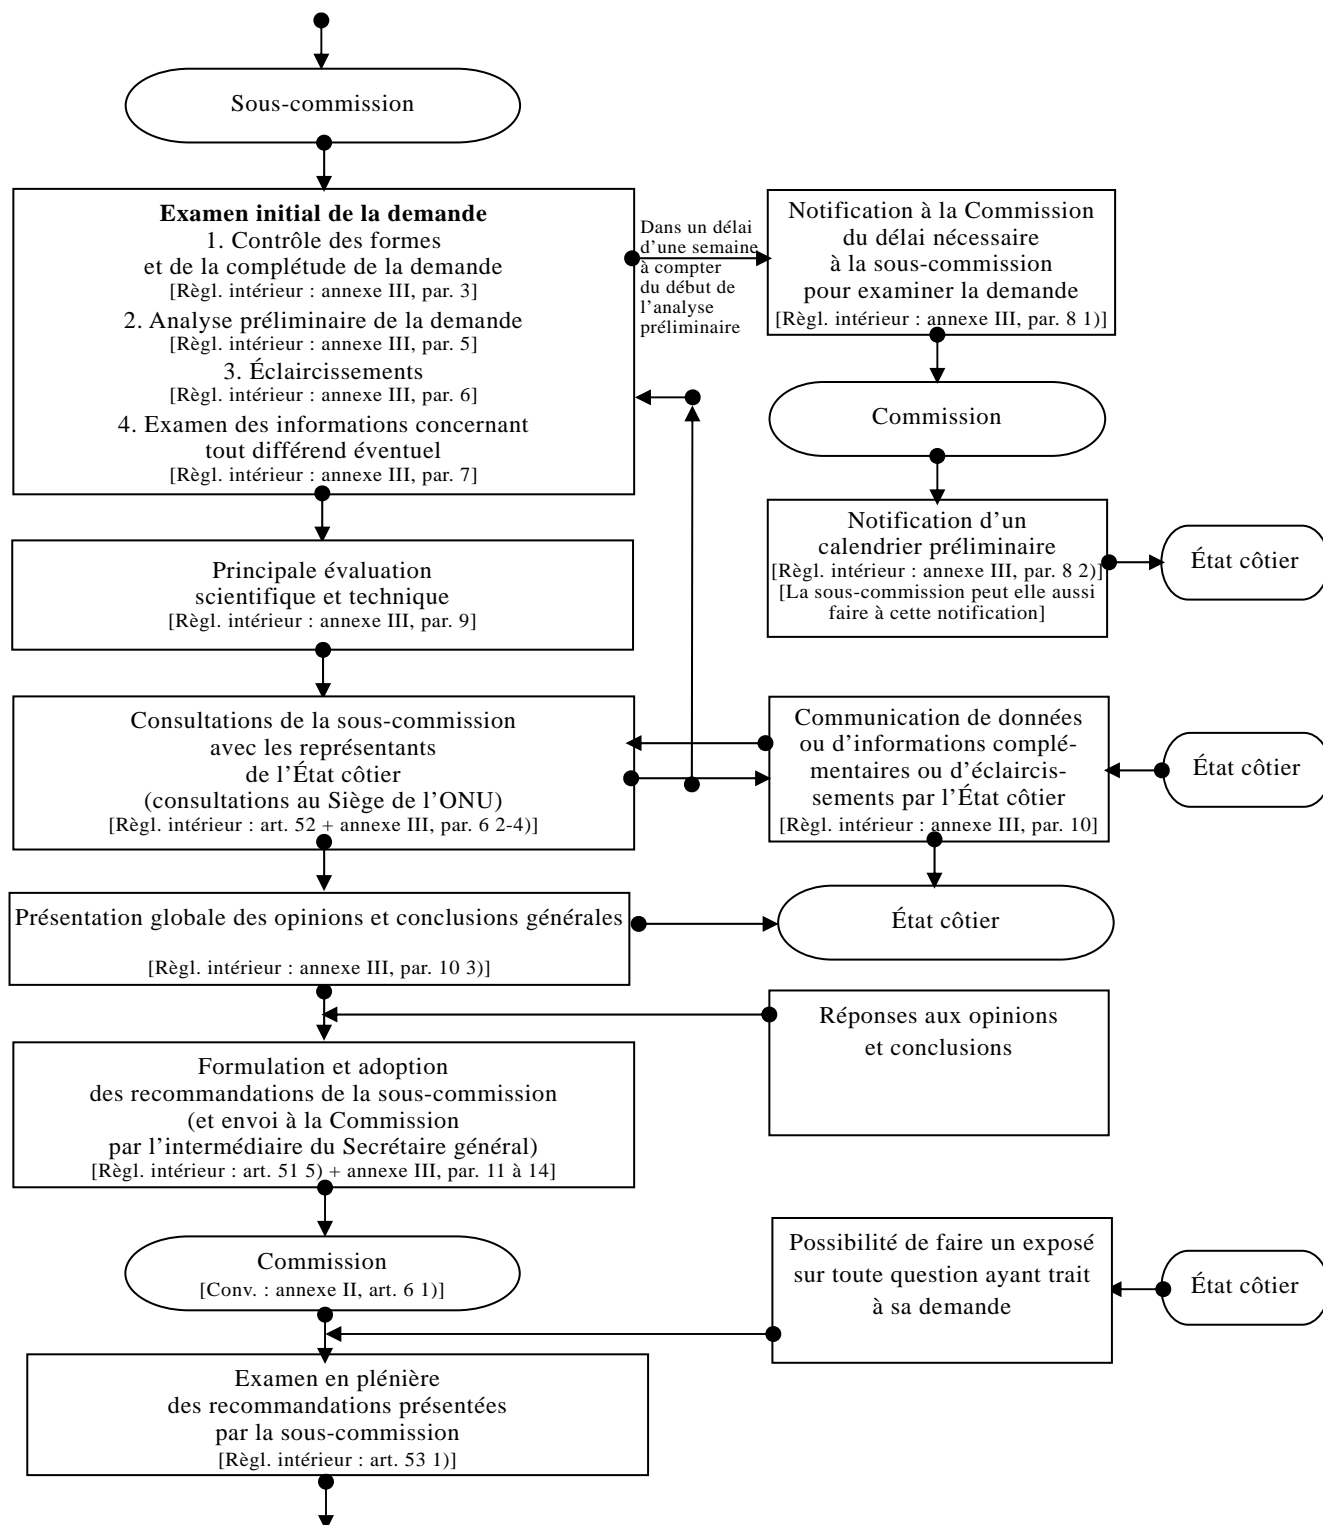 Sous-commission
Examen initial de la demande
1. Contrôle des formes
et de la complétude de la demande
[Règl. intérieur : annexe III, par. 3]
2. Analyse préliminaire de la demande
[Règl. intérieur : annexe III, par. 5]
3. Éclaircissements
[Règl. intérieur : annexe III, par. 6]
4. Examen des informations concernant
tout différend éventuel
[Règl. intérieur : annexe III, par. 7]
Dans un délai
d’une semaine
à compter
du début de
l’analyse
préliminaire
Notification à la Commission
du délai nécessaire
à la sous-commission
pour examiner la demande
[Règl. intérieur : annexe III, par. 8 1)]
Commission
Notification d’un
calendrier préliminaire
[Règl. intérieur : annexe III, par. 8 2)]
[La sous-commission peut elle aussi
faire à cette notification]
État côtier
Principale évaluation
scientifique et technique
[Règl. intérieur : annexe III, par. 9]
Consultations de la sous-commission
avec les représentants
de l’État côtier
(consultations au Siège de l’ONU)
[Règl. intérieur : art. 52 + annexe III, par. 6 2-4)]
Communication de données
ou d’informations complé-
mentaires ou d’éclaircis-
sements par l’État côtier
[Règl. intérieur : annexe III, par. 10]
État côtier
Présentation globale des opinions et conclusions générales
[Règl. intérieur : annexe III, par. 10 3)]
État côtier
Réponses aux opinions
et conclusions
Formulation et adoption
des recommandations de la sous-commission
(et envoi à la Commission
par l’intermédiaire du Secrétaire général)
[Règl. intérieur : art. 51 5) + annexe III, par. 11 à 14]
Commission
[Conv. : annexe II, art. 6 1)]
Possibilité de faire un exposé
sur toute question ayant trait
à sa demande
État côtier
Examen en plénière
des recommandations présentées
par la sous-commission
[Règl. intérieur : art. 53 1)]